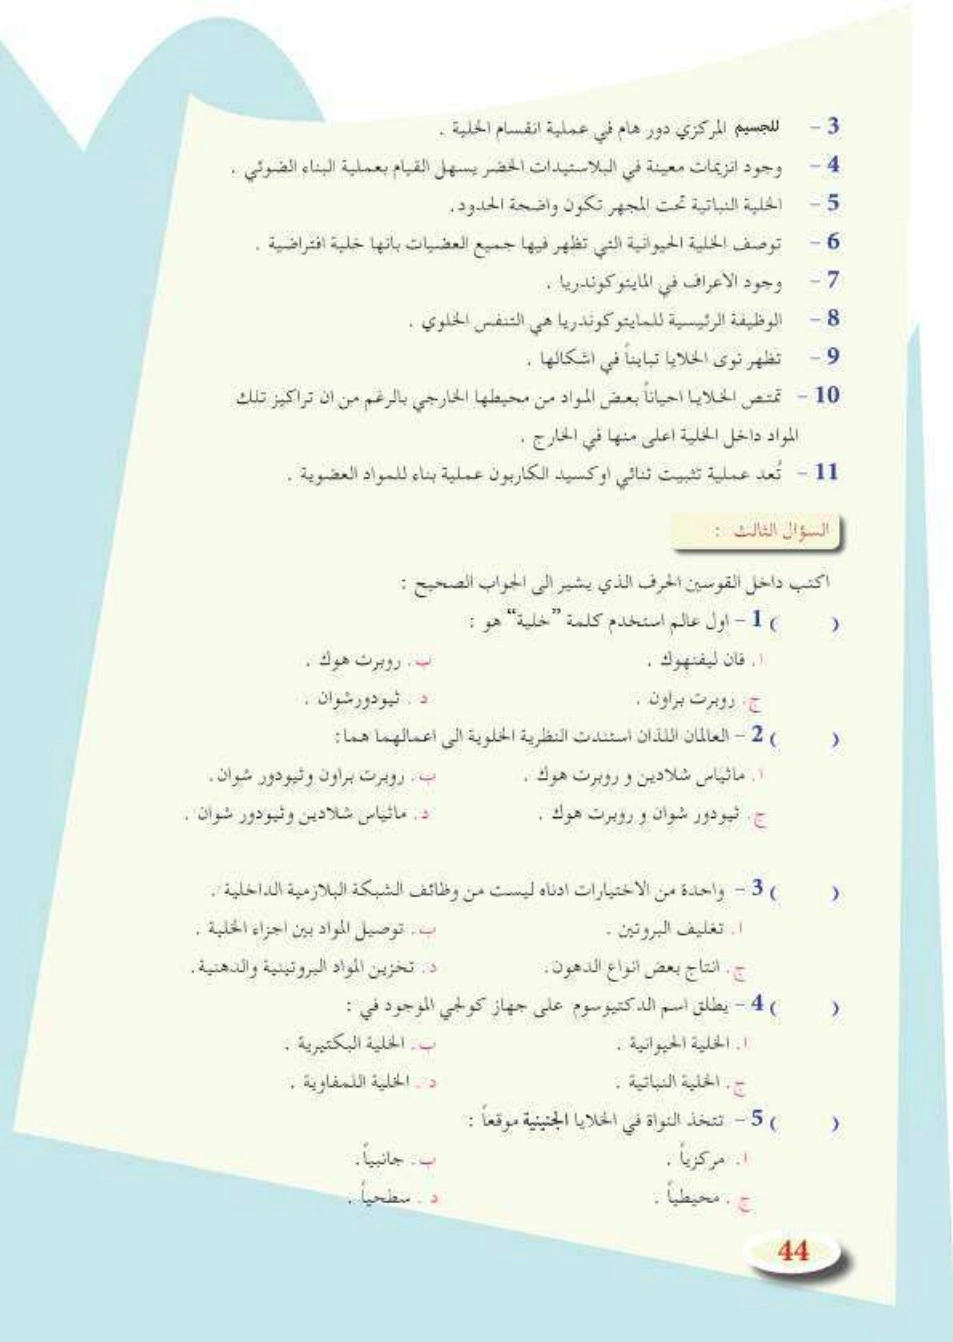 3 - للجسيم المركزي دور هام في عملية انقسام الخلية .
4 - وجود انزيمات معينة في البلاستيدات الخضر يسهل القيام بعملية البناء الضوئي .
5 - الخلية النباتية تحت المجهر تكون واضحة الحدود.
6 - توصف الخلية الحيوانية التي تظهر فيها جميع العضيات بانها خلية افتراضية .
7 - وجود الاعراف في المايتوكوندريا .
8 - الوظيفة الرئيسية للمايتوكوندريا هي التنفس الخلوي .
9 - تظهر نوى الخلايا تبايناً في اشكالها .
10 - تمتص الخلايا احياناً بعض المواد من محيطها الخارجي بالرغم من ان تراكيز تلك
المواد داخل الخلية اعلى منها في الخارج .
11 - تُعد عملية تثبيت ثنائي اوكسيد الكاربون عملية بناء للمواد العضوية .
السؤال الثالث :
اكتب داخل القوسين الحرف الذي يشير الى الجواب الصحيح :
( ) 1 - اول عالم استخدم كلمة "خلية" هو :
ا. فان ليفنهوك . ب. روبرت هوك .
ج. روبرت براون . د . ثيودورشوان .
( ) 2 - العالمان اللذان استندت النظرية الخلوية الى اعمالهما هما:
ا. ماثياس شلادين و روبرت هوك . ب. روبرت براون وثيودور شوان.
ج. ثيودور شوان و روبرت هوك . د. ماثياس شلادين وثيودور شوان .
( ) 3 - واحدة من الاختيارات ادناه ليست من وظائف الشبكة البلازمية الداخلية .
ا. تغليف البروتين . ب. توصيل المواد بين اجزاء الخلية .
ج. انتاج بعض انواع الدهون. د. تخزين المواد البروتينية والدهنية.
( ) 4 - يطلق اسم الدكتيوسوم على جهاز كولجي الموجود في :
ا. الخلية الحيوانية . ب. الخلية البكتيرية .
ج. الخلية النباتية . د. الخلية اللمفاوية .
( ) 5 - تتخذ النواة في الخلايا الجنينية موقعاً :
ا. مركزياً . ب. جانبياً.
ج . محيطياً . د . سطحياً .
44